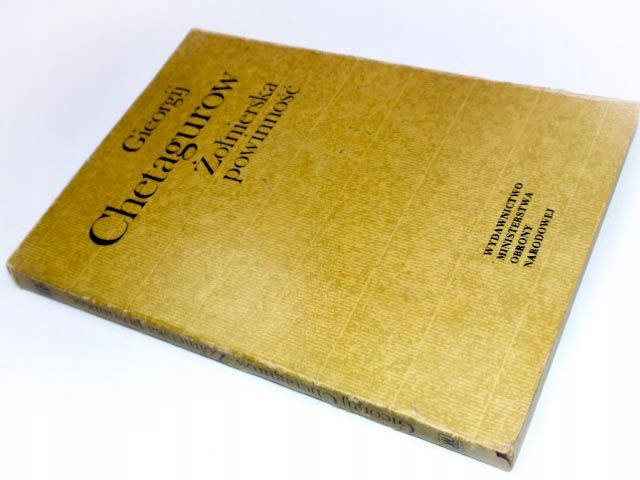 Gieorgij
Chetagurow
Żołnierska
powinność
WYDAWNICTWO
MINISTERSTWA
OBRONY
NARODOWEJ
Gieorgij Chetagurow Żołnierska powinność